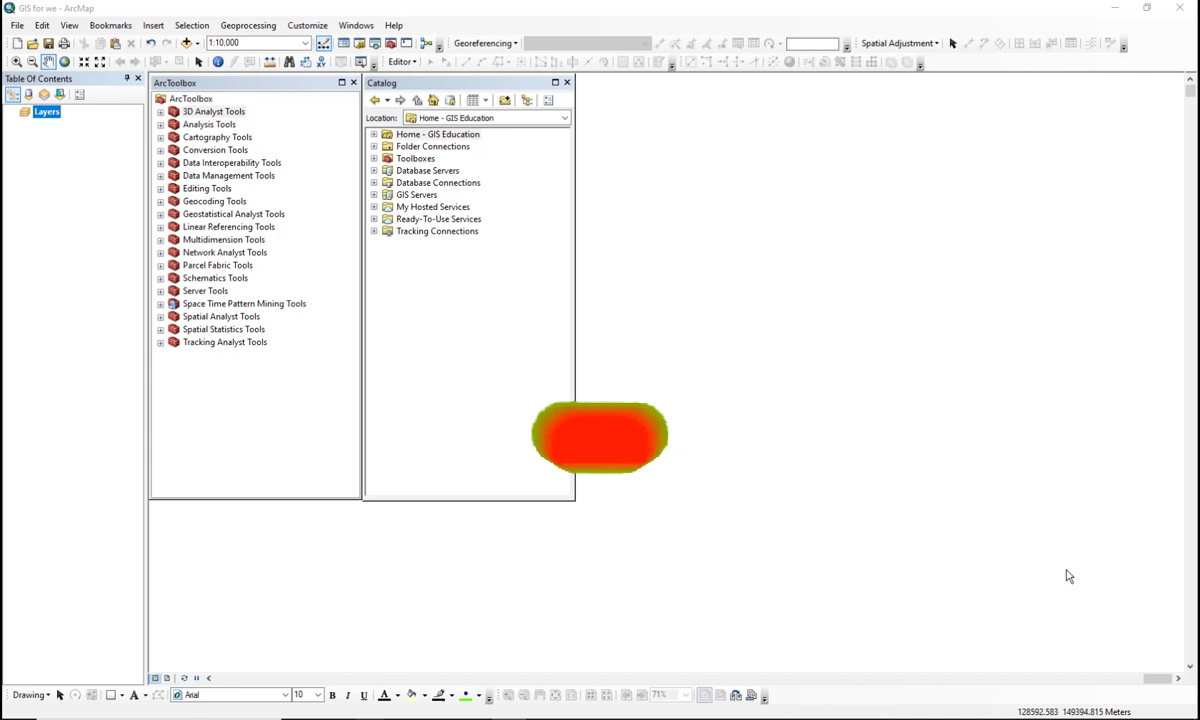 GIS for we - ArcMap
File Edit View Bookmarks Insert Selection Geoprocessing Customize Windows Help
1:10,000 Georeferencing Spatial Adjustment
Editor
Table Of Contents
Layers
ArcToolbox
ArcToolbox
3D Analyst Tools
Analysis Tools
Cartography Tools
Conversion Tools
Data Interoperability Tools
Data Management Tools
Editing Tools
Geocoding Tools
Geostatistical Analyst Tools
Linear Referencing Tools
Multidimension Tools
Network Analyst Tools
Parcel Fabric Tools
Schematics Tools
Server Tools
Space Time Pattern Mining Tools
Spatial Analyst Tools
Spatial Statistics Tools
Tracking Analyst Tools
Catalog
Location: Home - GIS Education
Home - GIS Education
Folder Connections
Toolboxes
Database Servers
Database Connections
GIS Servers
My Hosted Services
Ready-To-Use Services
Tracking Connections
Drawing A Arial 10 B I U A 71%
128592.583 149394.815 Meters